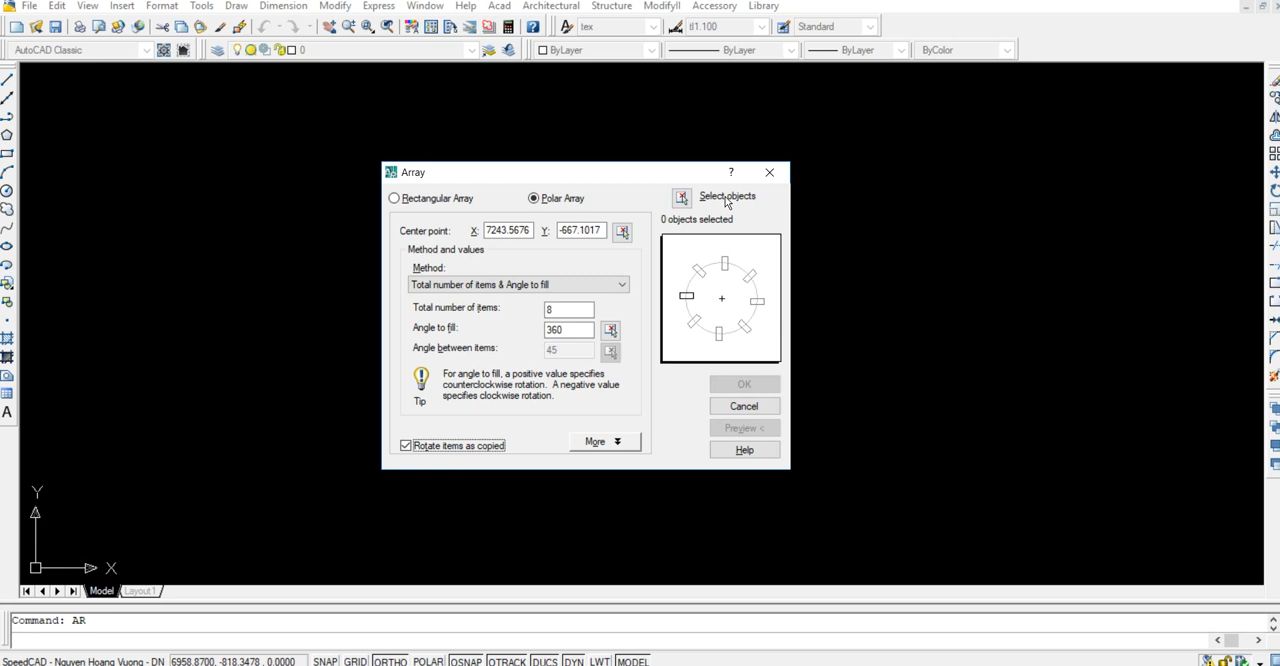 File Edit View Insert Format Tools Draw Dimension Modify Express Window Help Acad Architectural Structure ModifyII Accessory Library
tex tl1.100 Standard
AutoCAD Classic 0 ByLayer ByLayer ByLayer ByColor
Array ?
Rectangular Array Polar Array Select objects
0 objects selected
Center point: X: 7243.5676 Y: -667.1017
Method and values
Method:
Total number of items & Angle to fill
Total number of items: 8
Angle to fill: 360
Angle between items: 45
For angle to fill, a positive value specifies
counterclockwise rotation. A negative value
specifies clockwise rotation.
Tip
OK
Cancel
Preview <
Rotate items as copied More
Help
Y
X
Model Layout1
Command: AR
SpeedCAD - Nguyen Hoang Vuong - DN 6958.8700, -818.3478 , 0.0000 SNAP GRID ORTHO POLAR OSNAP OTRACK DUCS DYN LWT MODEL